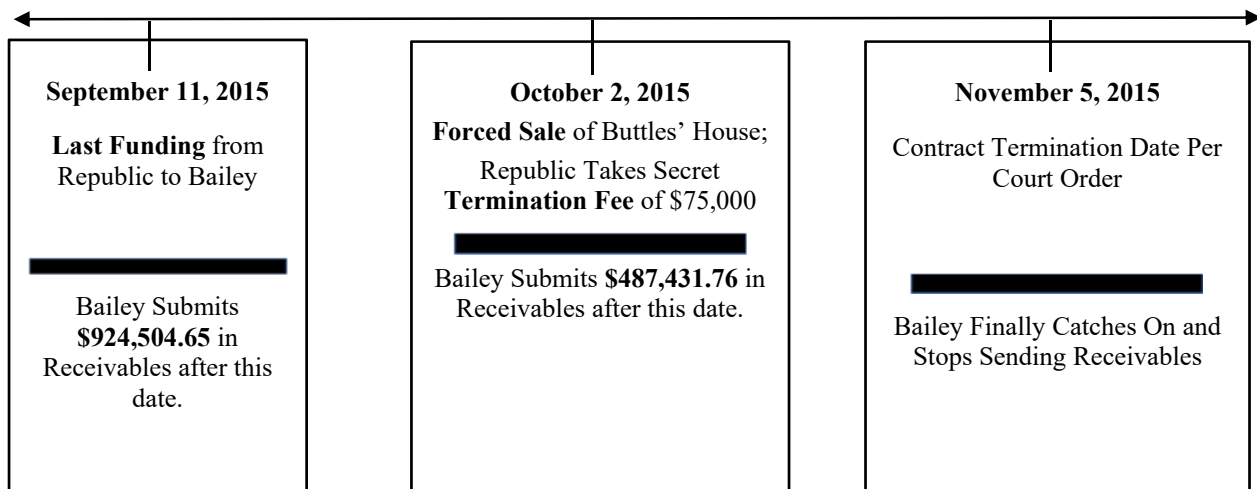 September 11, 2015
Last Funding from
Republic to Bailey
Bailey Submits
$924,504.65 in
Receivables after this
date.
October 2, 2015
Forced Sale of Buttles’ House;
Republic Takes Secret
Termination Fee of $75,000
Bailey Submits $487,431.76 in
Receivables after this date.
November 5, 2015
Contract Termination Date Per
Court Order
Bailey Finally Catches On and
Stops Sending Receivables